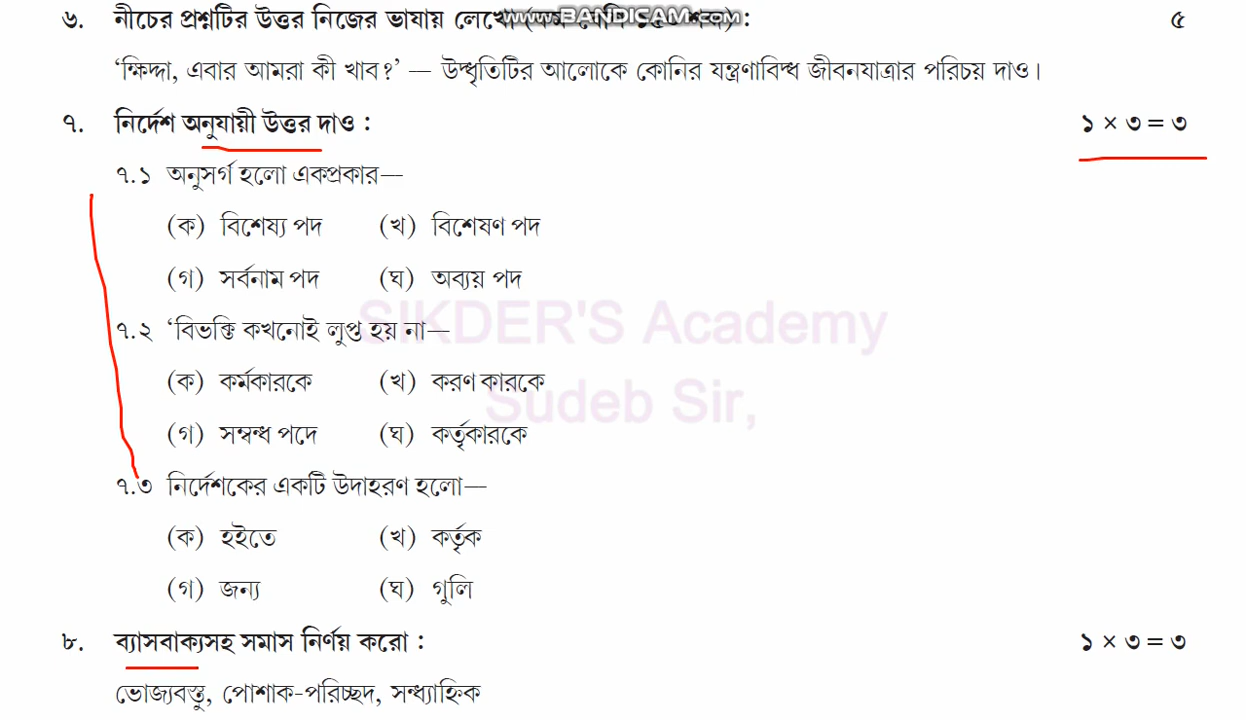 WWW.BANDICAM.COM
৬. নীচের প্রশ্নটির উত্তর নিজের ভাষায় লেখো : ৫
‘ক্ষিদ্দা, এবার আমরা কী খাব?’ — উদ্ধৃতিটির আলোকে কোনির যন্ত্রণাবিদ্ধ জীবনযাত্রার পরিচয় দাও।
৭. নির্দেশ অনুযায়ী উত্তর দাও : ১ × ৩ = ৩
৭.১ অনুসর্গ হলো একপ্রকার—
(ক) বিশেষ্য পদ (খ) বিশেষণ পদ
(গ) সর্বনাম পদ (ঘ) অব্যয় পদ
SIKDER'S Academy
৭.২ ‘বিভক্তি কখনোই লুপ্ত হয় না—
(ক) কর্মকারকে (খ) করণ কারকে
Sudeb Sir,
(গ) সম্বন্ধ পদে (ঘ) কর্তৃকারকে
৭.৩ নির্দেশকের একটি উদাহরণ হলো—
(ক) হইতে (খ) কর্তৃক
(গ) জন্য (ঘ) গুলি
৮. ব্যাসবাক্যসহ সমাস নির্ণয় করো : ১ × ৩ = ৩
ভোজ্যবস্তু, পোশাক-পরিচ্ছদ, সন্ধ্যাহ্নিক